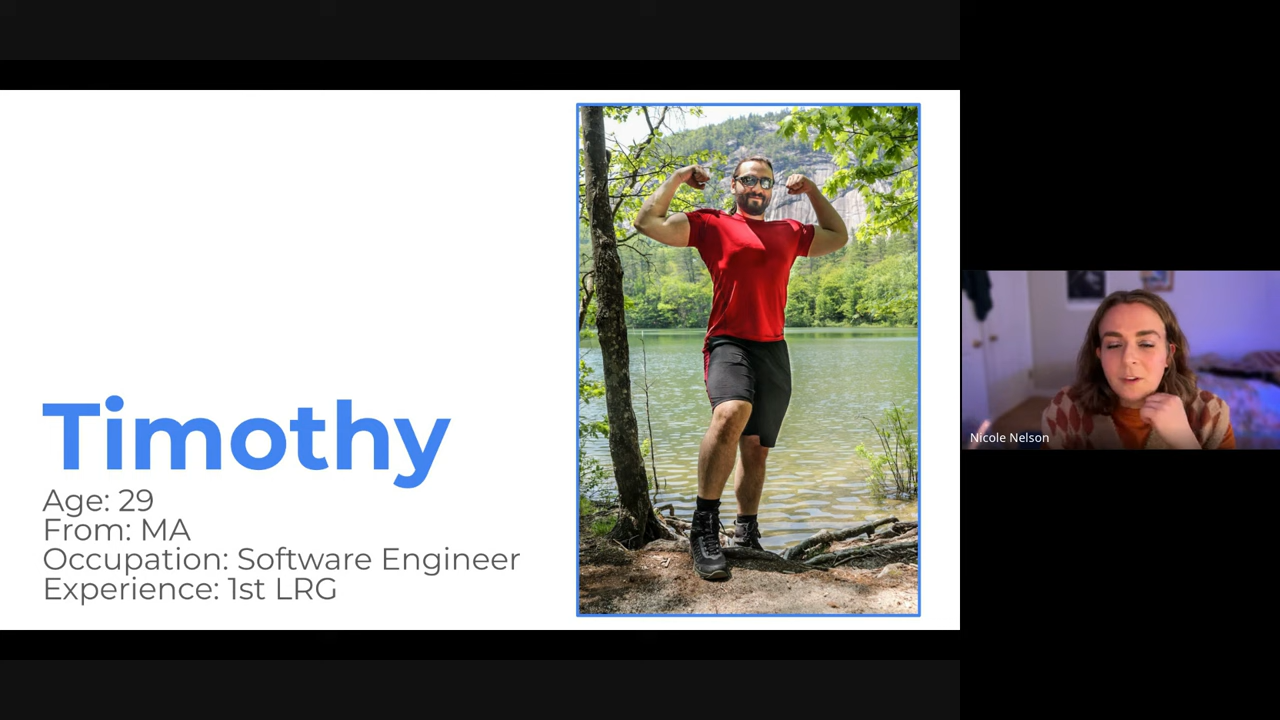 Timothy
Age: 29
From: MA
Occupation: Software Engineer
Experience: 1st LRG
Nicole Nelson